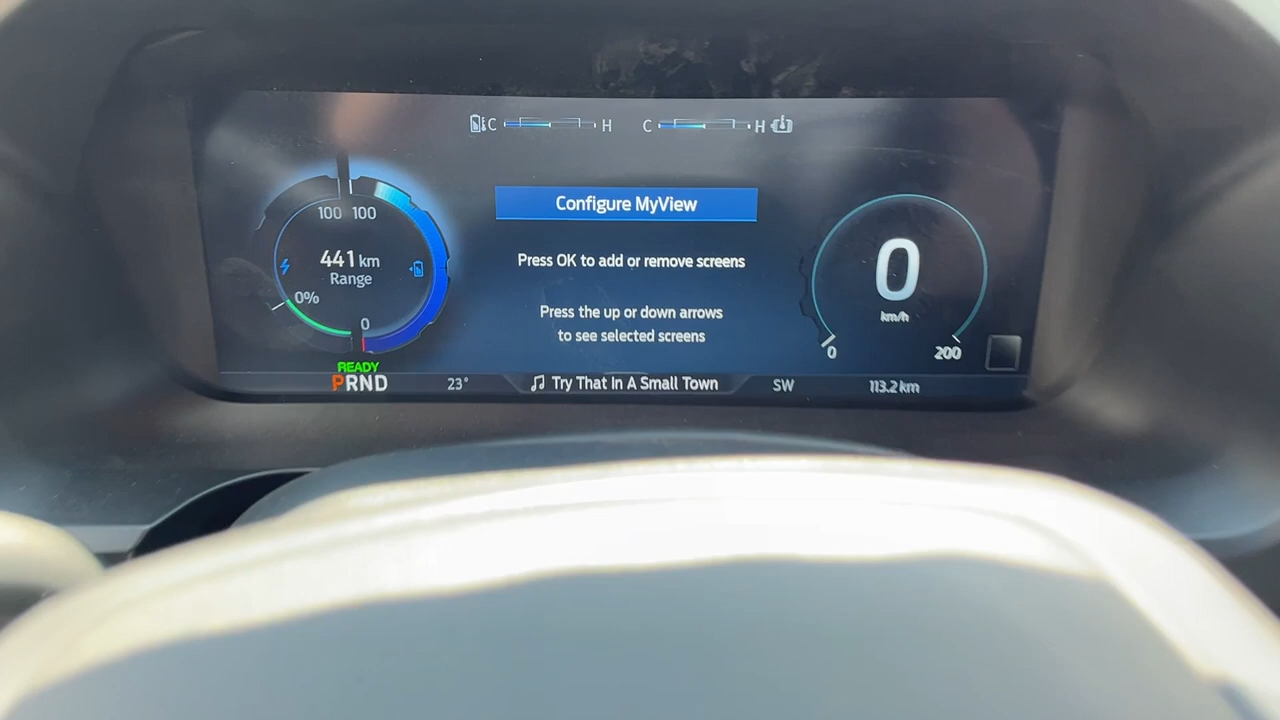 C H C H
Configure MyView
100 100
441 km
Range
Press OK to add or remove screens
0%
0
Press the up or down arrows
to see selected screens
0
km/h
0 200
READY
PRND 23° Try That In A Small Town SW 113.2 km